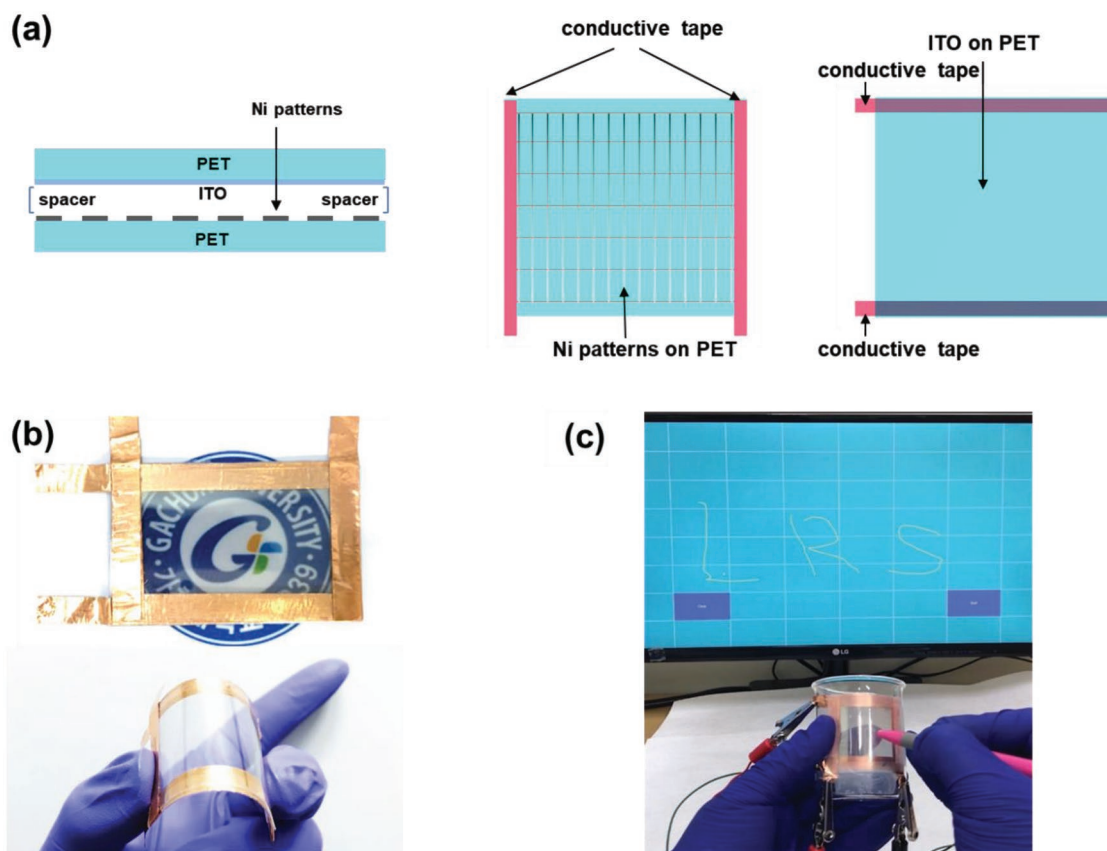 (a)
Ni patterns
PET
ITO
spacer
spacer
PET
conductive tape
Ni patterns on PET
ITO on PET
conductive tape
conductive tape
(b)
GACHON
ERSITY
G
(c)
L R S
LG